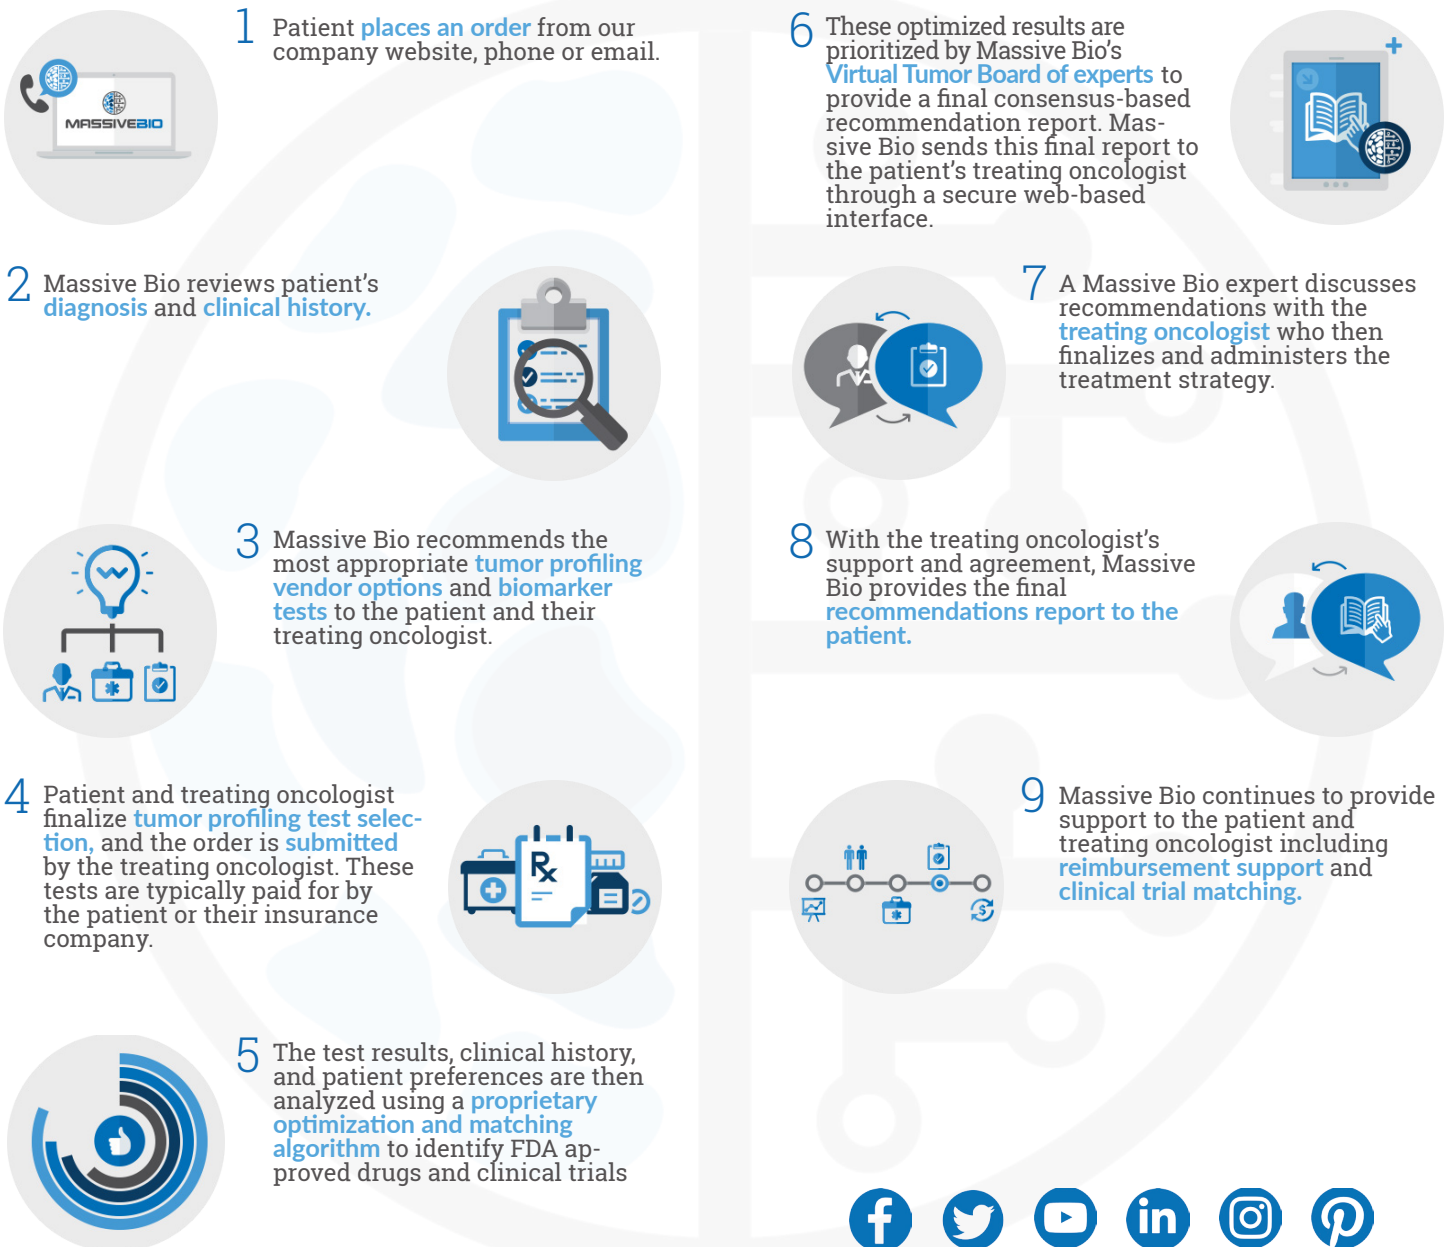 1
Patient places an order from our
company website, phone or email.
MASSIVEBIO
2
Massive Bio reviews patient's
diagnosis and clinical history.
3
Massive Bio recommends the
most appropriate tumor profiling
vendor options and biomarker
tests to the patient and their
treating oncologist.
4
Patient and treating oncologist
finalize tumor profiling test selec-
tion, and the order is submitted
by the treating oncologist. These
tests are typically paid for by
the patient or their insurance
company.
Rx
5
The test results, clinical history,
and patient preferences are then
analyzed using a proprietary
optimization and matching
algorithm to identify FDA ap-
proved drugs and clinical trials
6
These optimized results are
prioritized by Massive Bio's
Virtual Tumor Board of experts to
provide a final consensus-based
recommendation report. Mas-
sive Bio sends this final report to
the patient's treating oncologist
through a secure web-based
interface.
7
A Massive Bio expert discusses
recommendations with the
treating oncologist who then
finalizes and administers the
treatment strategy.
8
With the treating oncologist's
support and agreement, Massive
Bio provides the final
recommendations report to the
patient.
9
Massive Bio continues to provide
support to the patient and
treating oncologist including
reimbursement support and
clinical trial matching.
$
f
in